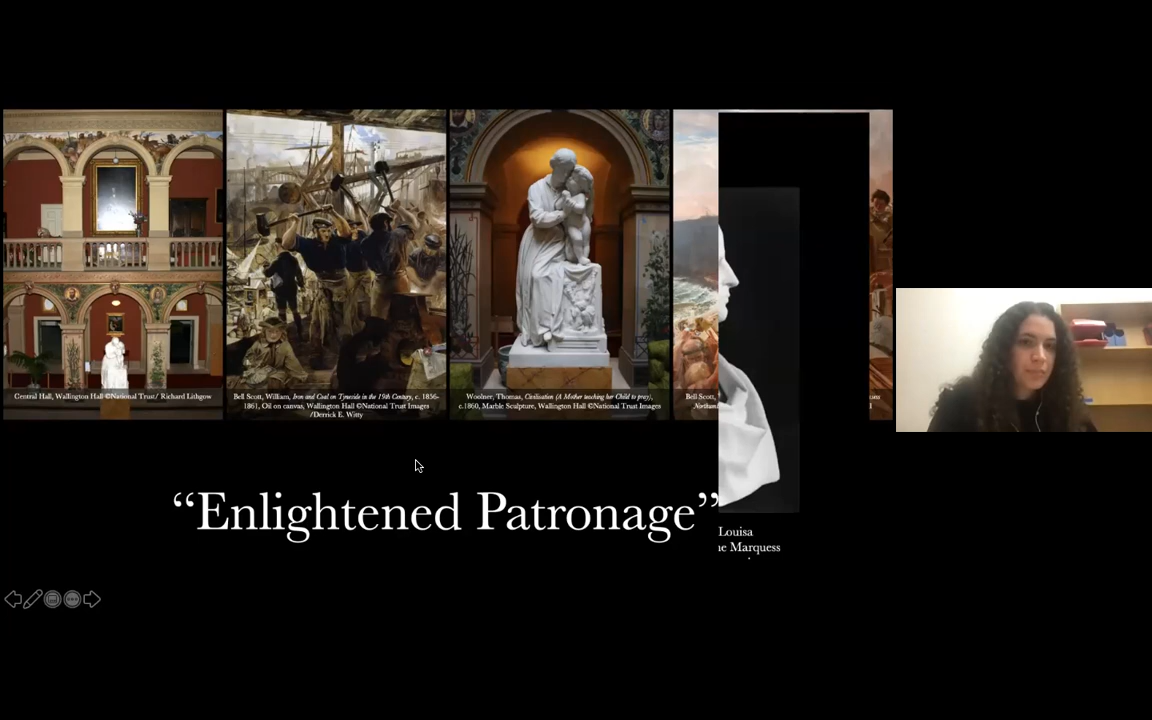 Central Hall, Wallington Hall ©National Trust/ Richard Lithgow
Bell Scott, William, Iron and Coal on Tyneside in the 19th Century, c. 1856-
1861, Oil on canvas, Wallington Hall ©National Trust Images
/Derrick E. Witty
Woolner, Thomas, Civilisation (A Mother teaching her Child to pray),
c.1860, Marble Sculpture, Wallington Hall ©National Trust Images
Bell Scott,
“Enlightened Patronage”
Louisa
Marquess